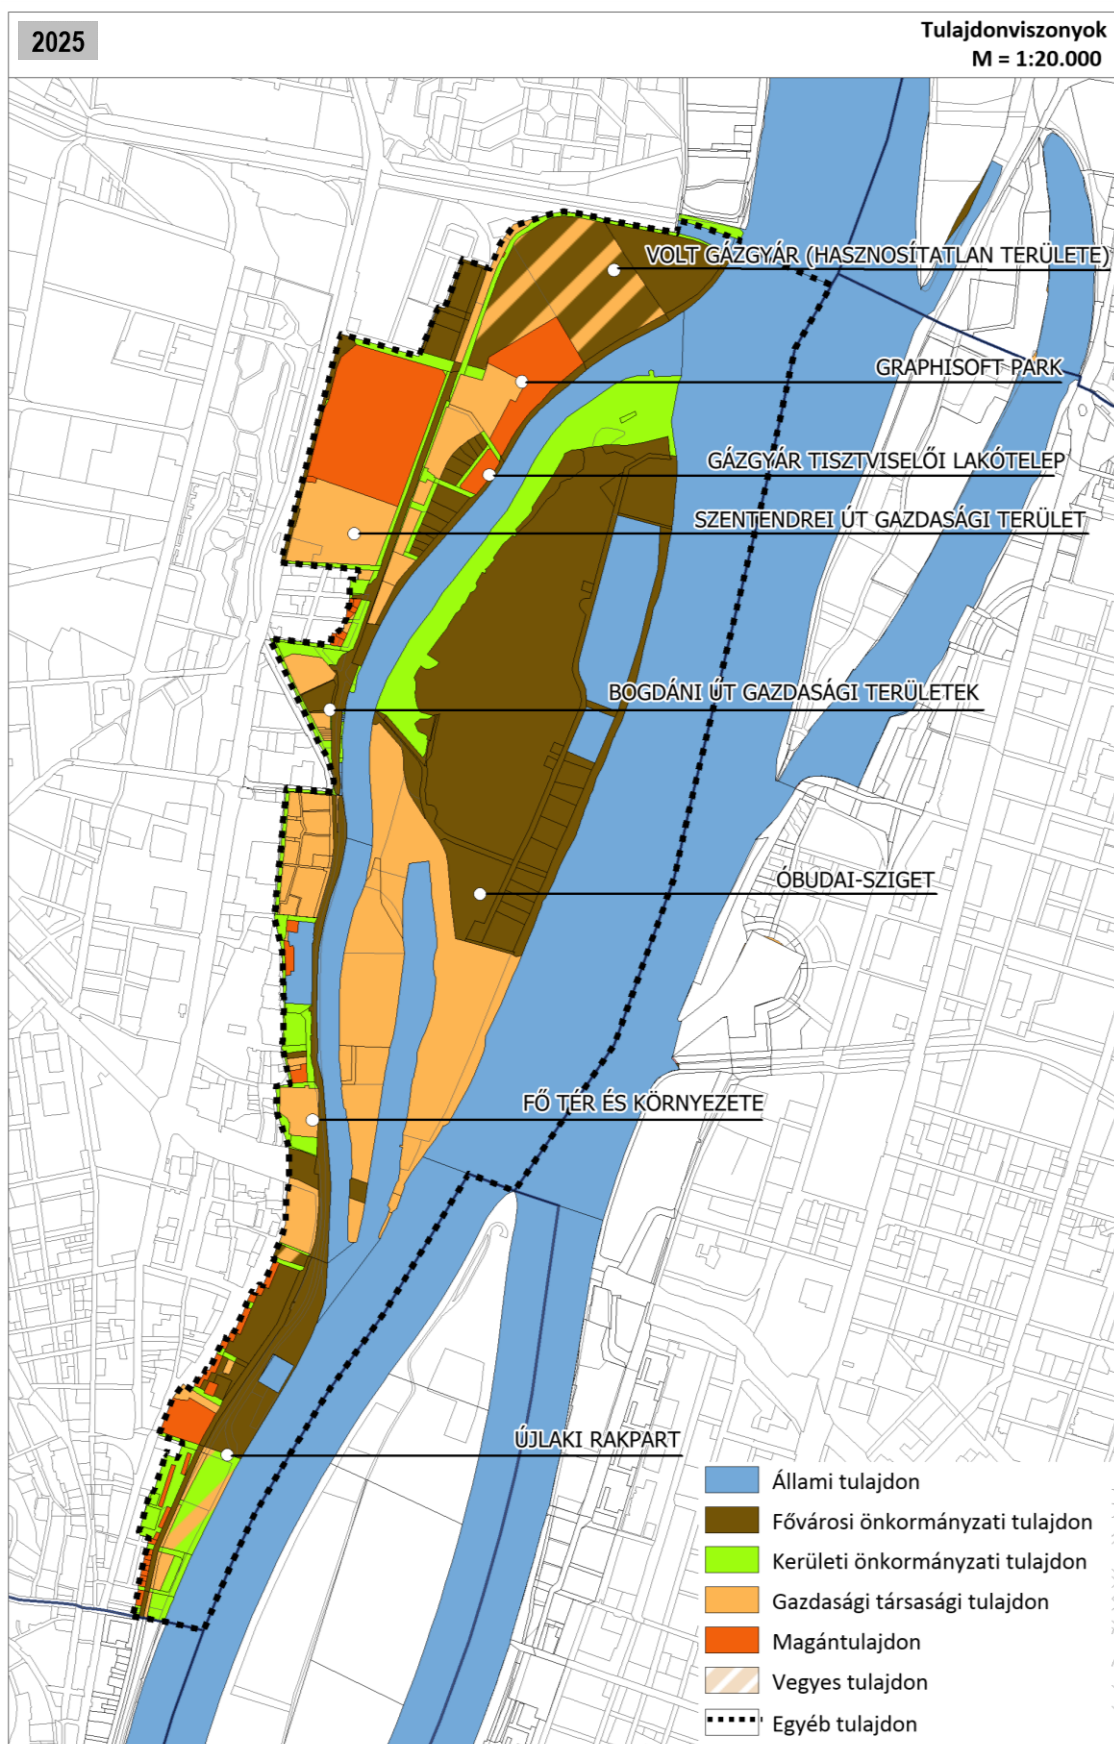 2025
Tulajdonviszonyok
M = 1:20.000
VOLT GÁZGYÁR (HASZNOSÍTATLAN TERÜLETE)
GRAPHISOFT PARK
GÁZGYÁR TISZTVISELŐI LAKÓTELEP
SZENTENDREI ÚT GAZDASÁGI TERÜLET
BOGDÁNI ÚT GAZDASÁGI TERÜLETEK
ÓBUDAI-SZIGET
FŐ TÉR ÉS KÖRNYEZETE
ÚJLAKI RAKPART
Állami tulajdon
Fővárosi önkormányzati tulajdon
Kerületi önkormányzati tulajdon
Gazdasági társasági tulajdon
Magántulajdon
Vegyes tulajdon
Egyéb tulajdon